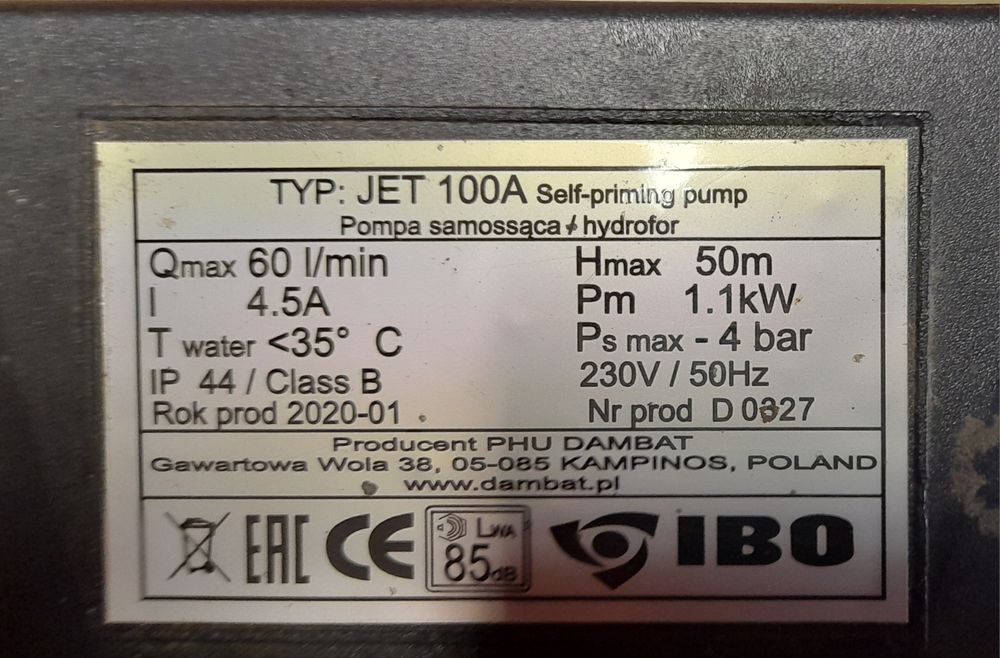 TYP: JET 100A Self-priming pump
Pompa samossąca / hydrofor
Qmax 60 l/min Hmax 50m
I 4.5A Pm 1.1kW
T water <35° C Ps max - 4 bar
IP 44 / Class B 230V / 50Hz
Rok prod 2020-01 Nr prod D 0327
Producent PHU DAMBAT
Gawartowa Wola 38, 05-085 KAMPINOS, POLAND
www.dambat.pl
EAC CE LWA 85dB IBO